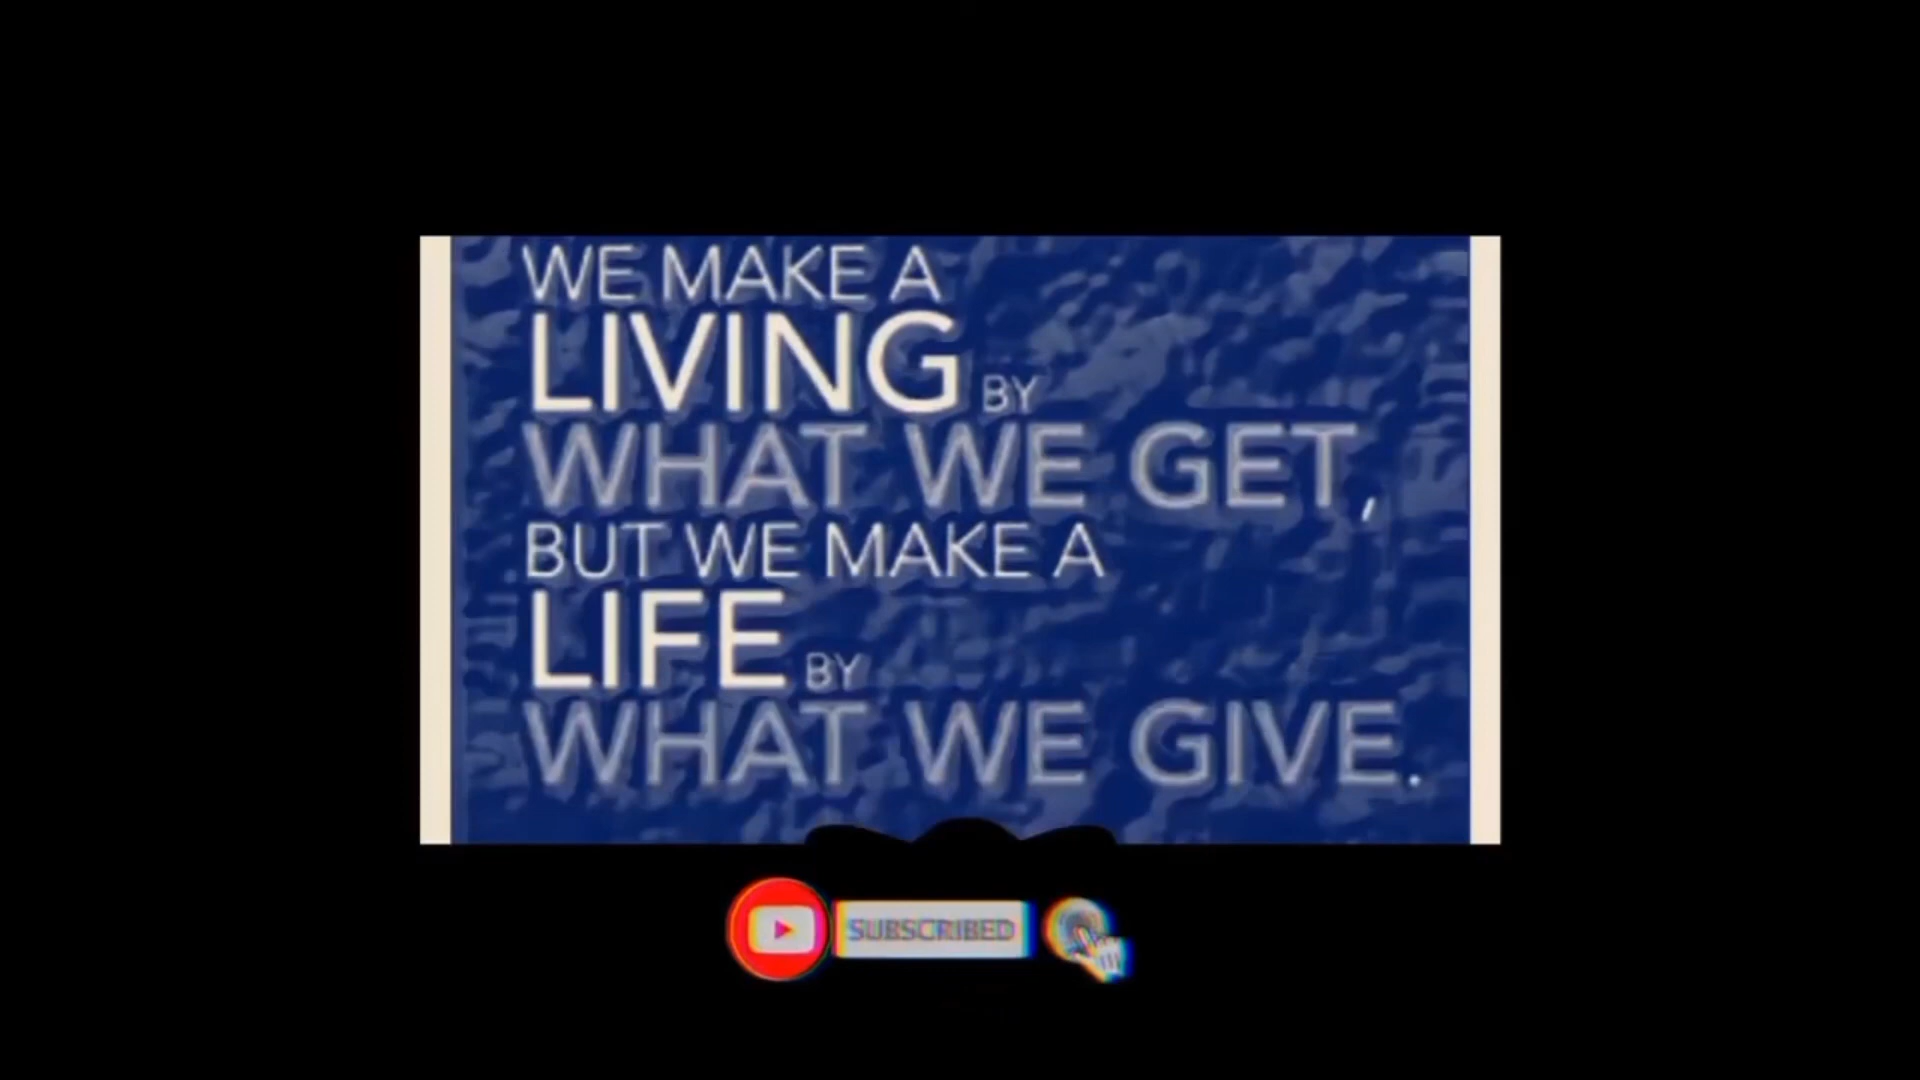 WE MAKE A
LIVING BY
WHAT WE GET,
BUT WE MAKE A
LIFE BY
WHAT WE GIVE.
SUBSCRIBED